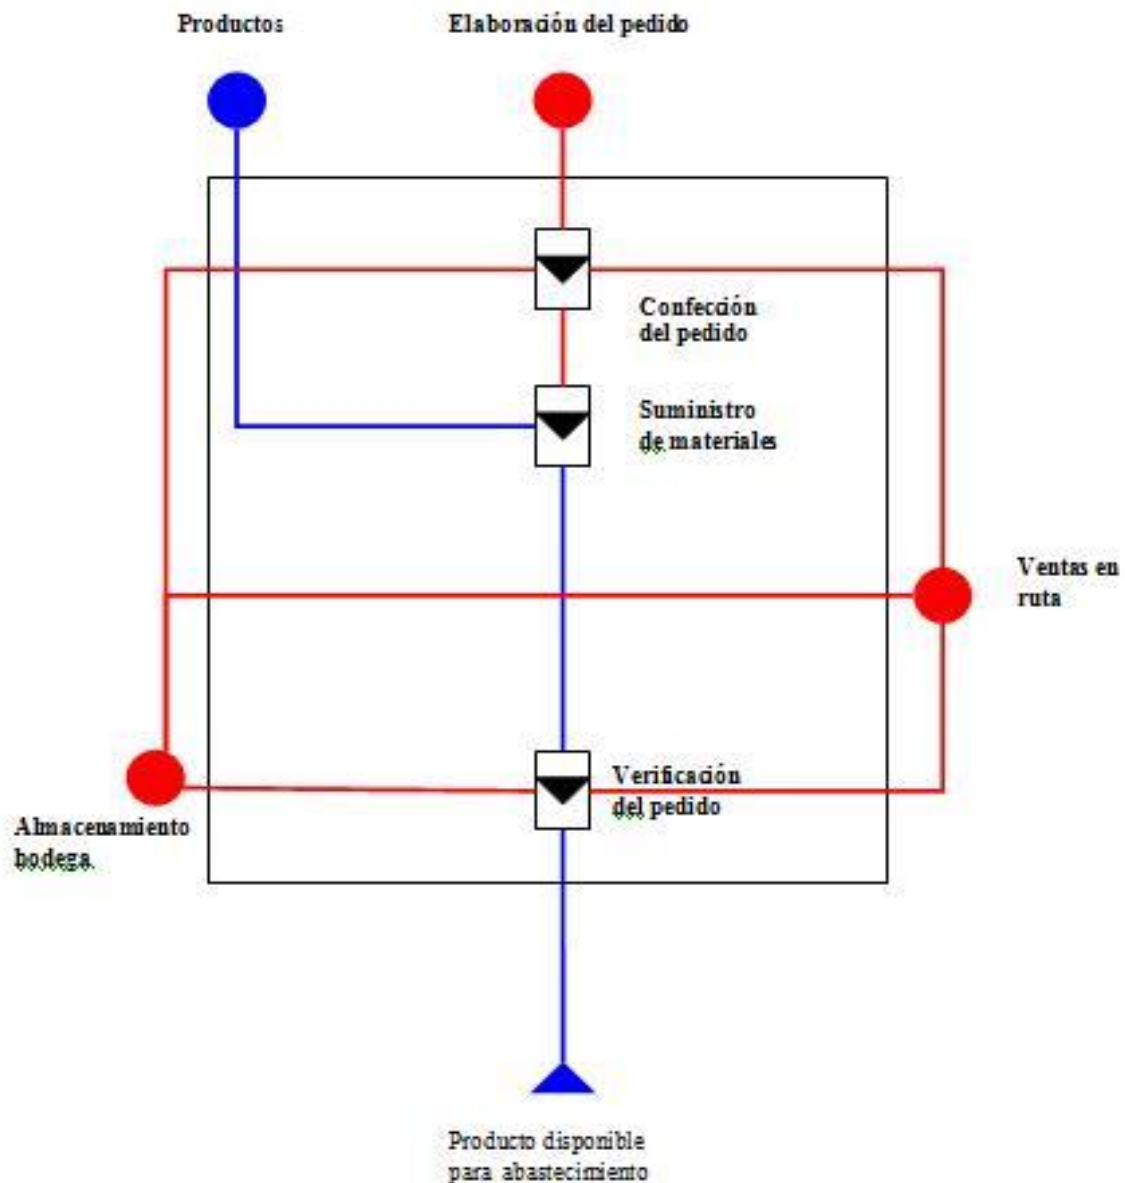 Productos
Elaboración del pedido
Confección
del pedido
Suministro
de materiales
Ventas en
ruta
Verificación
del pedido
Almacenamiento
bodega.
Producto disponible
para abastecimiento